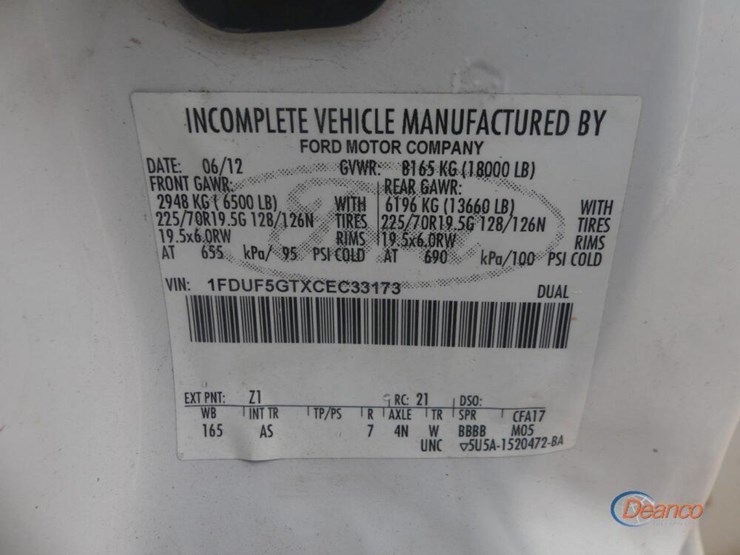 INCOMPLETE VEHICLE MANUFACTURED BY
FORD MOTOR COMPANY
DATE: 06/12 GVWR: 8165 KG (18000 LB)
FRONT GAWR: REAR GAWR:
2948 KG ( 6500 LB) WITH 6196 KG (13660 LB) WITH
225/70R19.5G 128/126N TIRES 225/70R19.5G 128/126N TIRES
19.5x6.0RW RIMS 19.5x6.0RW RIMS
AT 655 kPa/ 95 PSI COLD AT 690 kPa/100 PSI COLD
VIN: 1FDUF5GTXCEC33173 DUAL
EXT PNT: Z1 RC: 21 DSO:
WB INT TR TP/PS R AXLE TR SPR CFA17
165 AS 7 4N W BBBB M05
UNC ▽5U5A-1520472-BA
Deanco